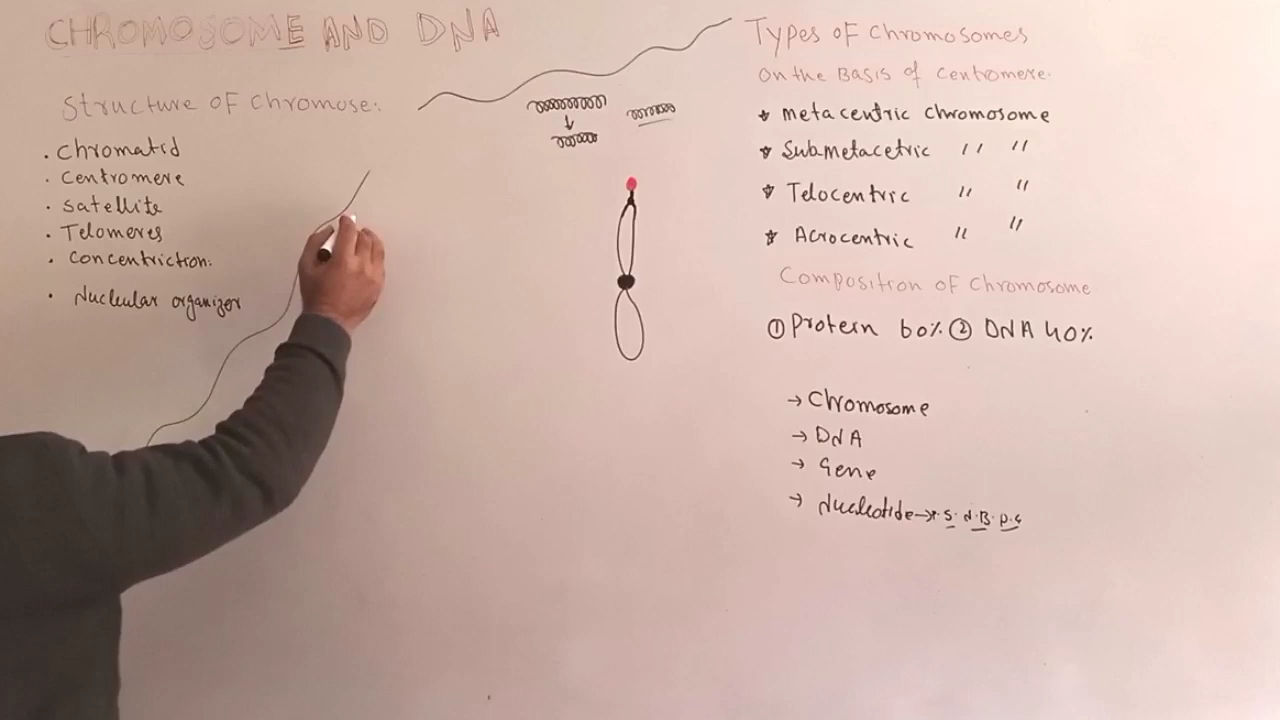 CHROMOSOME AND DNA
Structure of Chromose:
. Chromatid
. Centromere
. Satellite
. Telomeres
. Concentriction:
. Nucleular organizer
Types of Chromosomes
On the Basis of Centromere.
* Metacentric Chromosome
* Submetacetric " "
* Telocentric " "
* Acrocentric " "
Composition of Chromosome
① Protein 60% ② DNA 40%
→ Chromosome
→ DNA
→ Gene
→ Nucleotide → S. N.B. P.G